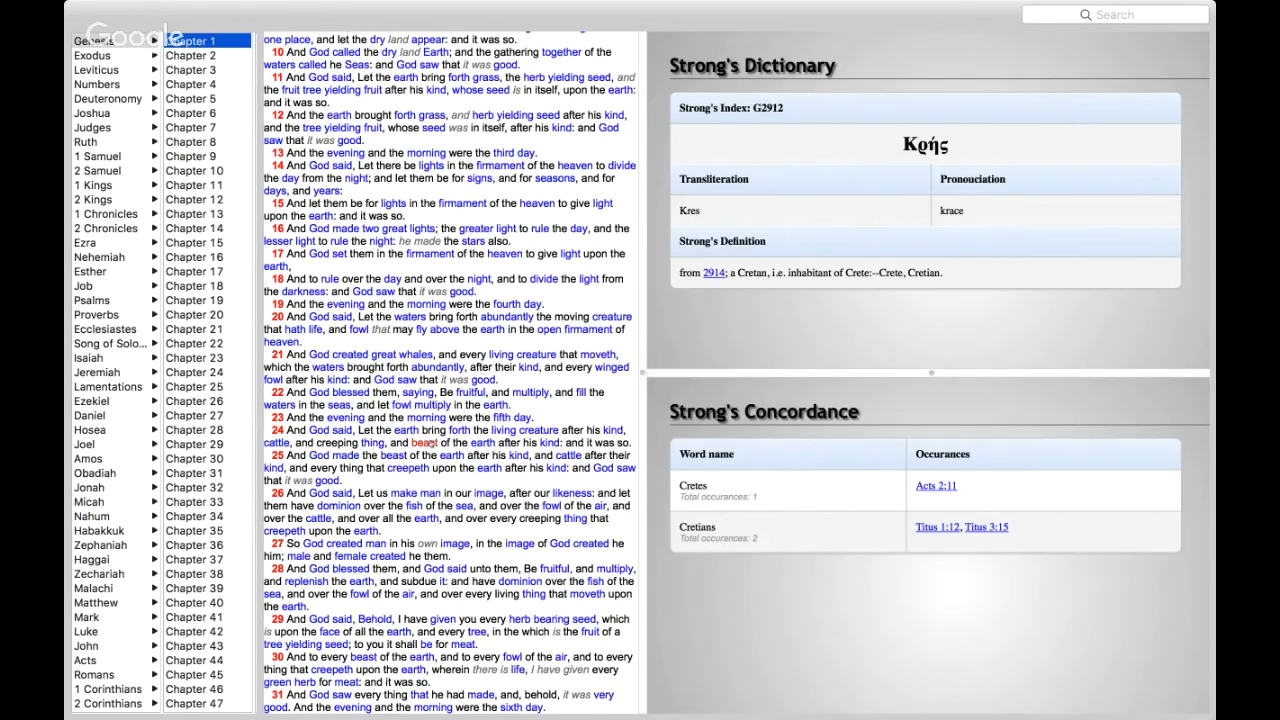 Google
Search
Genesis
Exodus
Leviticus
Numbers
Deuteronomy
Joshua
Judges
Ruth
1 Samuel
2 Samuel
1 Kings
2 Kings
1 Chronicles
2 Chronicles
Ezra
Nehemiah
Esther
Job
Psalms
Proverbs
Ecclesiastes
Song of Solo...
Isaiah
Jeremiah
Lamentations
Ezekiel
Daniel
Hosea
Joel
Amos
Obadiah
Jonah
Micah
Nahum
Habakkuk
Zephaniah
Haggai
Zechariah
Malachi
Matthew
Mark
Luke
John
Acts
Romans
1 Corinthians
2 Corinthians
Chapter 1
Chapter 2
Chapter 3
Chapter 4
Chapter 5
Chapter 6
Chapter 7
Chapter 8
Chapter 9
Chapter 10
Chapter 11
Chapter 12
Chapter 13
Chapter 14
Chapter 15
Chapter 16
Chapter 17
Chapter 18
Chapter 19
Chapter 20
Chapter 21
Chapter 22
Chapter 23
Chapter 24
Chapter 25
Chapter 26
Chapter 27
Chapter 28
Chapter 29
Chapter 30
Chapter 31
Chapter 32
Chapter 33
Chapter 34
Chapter 35
Chapter 36
Chapter 37
Chapter 38
Chapter 39
Chapter 40
Chapter 41
Chapter 42
Chapter 43
Chapter 44
Chapter 45
Chapter 46
Chapter 47
one place, and let the dry land appear: and it was so.
10 And God called the dry land Earth; and the gathering together of the
waters called he Seas: and God saw that it was good.
11 And God said, Let the earth bring forth grass, the herb yielding seed, and
the fruit tree yielding fruit after his kind, whose seed is in itself, upon the earth:
and it was so.
12 And the earth brought forth grass, and herb yielding seed after his kind,
and the tree yielding fruit, whose seed was in itself, after his kind: and God
saw that it was good.
13 And the evening and the morning were the third day.
14 And God said, Let there be lights in the firmament of the heaven to divide
the day from the night; and let them be for signs, and for seasons, and for
days, and years:
15 And let them be for lights in the firmament of the heaven to give light
upon the earth: and it was so.
16 And God made two great lights; the greater light to rule the day, and the
lesser light to rule the night: he made the stars also.
17 And God set them in the firmament of the heaven to give light upon the
earth,
18 And to rule over the day and over the night, and to divide the light from
the darkness: and God saw that it was good.
19 And the evening and the morning were the fourth day.
20 And God said, Let the waters bring forth abundantly the moving creature
that hath life, and fowl that may fly above the earth in the open firmament of
heaven.
21 And God created great whales, and every living creature that moveth,
which the waters brought forth abundantly, after their kind, and every winged
fowl after his kind: and God saw that it was good.
22 And God blessed them, saying, Be fruitful, and multiply, and fill the
waters in the seas, and let fowl multiply in the earth.
23 And the evening and the morning were the fifth day.
24 And God said, Let the earth bring forth the living creature after his kind,
cattle, and creeping thing, and beast of the earth after his kind: and it was so.
25 And God made the beast of the earth after his kind, and cattle after their
kind, and every thing that creepeth upon the earth after his kind: and God saw
that it was good.
26 And God said, Let us make man in our image, after our likeness: and let
them have dominion over the fish of the sea, and over the fowl of the air, and
over the cattle, and over all the earth, and over every creeping thing that
creepeth upon the earth.
27 So God created man in his own image, in the image of God created he
him; male and female created he them.
28 And God blessed them, and God said unto them, Be fruitful, and multiply,
and replenish the earth, and subdue it: and have dominion over the fish of the
sea, and over the fowl of the air, and over every living thing that moveth upon
the earth.
29 And God said, Behold, I have given you every herb bearing seed, which
is upon the face of all the earth, and every tree, in the which is the fruit of a
tree yielding seed; to you it shall be for meat.
30 And to every beast of the earth, and to every fowl of the air, and to every
thing that creepeth upon the earth, wherein there is life, I have given every
green herb for meat: and it was so.
31 And God saw every thing that he had made, and, behold, it was very
good. And the evening and the morning were the sixth day.
Strong's Dictionary
Strong's Index: G2912
Κρής
Transliteration Pronouciation
Kres krace
Strong's Definition
from 2914; a Cretan, i.e. inhabitant of Crete:--Crete, Cretian.
Strong's Concordance
Word name Occurances
Cretes Acts 2:11
Total occurances: 1
Cretians Titus 1:12, Titus 3:15
Total occurances: 2